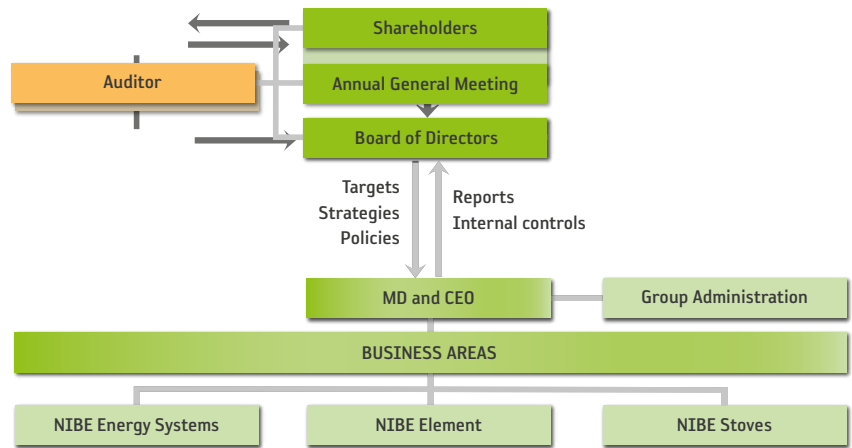 Shareholders
Auditor
Annual General Meeting
Board of Directors
Targets
Strategies
Policies
Reports
Internal controls
MD and CEO
Group Administration
BUSINESS AREAS
NIBE Energy Systems
NIBE Element
NIBE Stoves